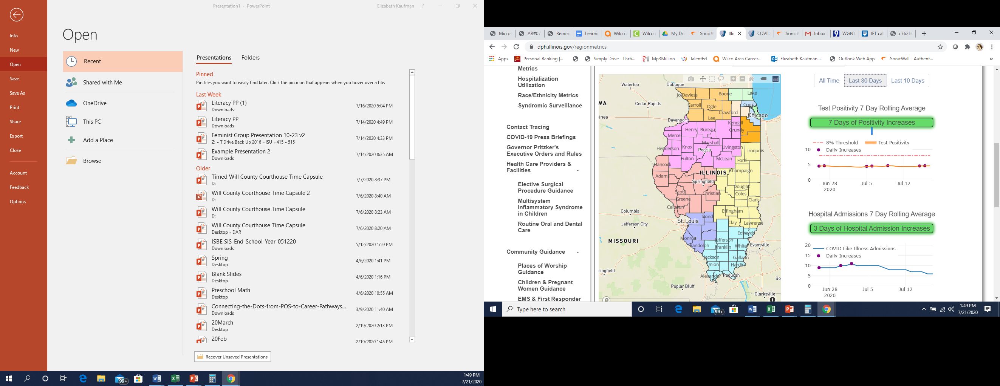 Presentation1 - PowerPoint
Elizabeth Kaufman
?
Info
New
Open
Save
Save As
Print
Share
Export
Close
Account
Feedback
Options
Open
Recent
Shared with Me
OneDrive
This PC
Add a Place
Browse
Presentations Folders
Pinned
Pin files you want to easily find later. Click the pin icon that appears when you hover over a file.
Last Week
Literacy PP (1) 7/16/2020 5:04 PM
Downloads
Literacy PP 7/14/2020 4:49 PM
Downloads
Feminist Group Presentation 10-23 v2 7/14/2020 4:33 PM
Z: » T Drive Back Up 2016 » ISU » 415 » 515
Example Presentation 2 7/14/2020 8:35 AM
Downloads
Older
Timed Will County Courthouse Time Capsule 7/7/2020 8:37 PM
D:
Will County Courthouse Time Capsule 2 7/6/2020 8:40 AM
D:
Will County Courthouse Time Capsule 7/6/2020 8:23 AM
D:
Will County Courthouse Time Capsule 7/6/2020 8:20 AM
Desktop » DAR
ISBE SIS_End_School_Year_051220 5/12/2020 1:59 PM
Downloads
Spring 4/6/2020 1:41 PM
Desktop
Blank Slides 4/6/2020 1:16 PM
Desktop
Preschool Math 4/6/2020 10:55 AM
Desktop
Connecting-the-Dots-from-POS-to-Career-Pathways... 3/9/2020 11:40 AM
Downloads
20March 2/19/2020 2:13 PM
Desktop
20Feb 2/19/2020 1:45 PM
Recover Unsaved Presentations
99+
1:49 PM
7/21/2020
Micros AR#07 Remm Learnin Wilco Wilco My Dri SonicW Illin COVID SonicW Inbox WGNT IFT cal c762f3
dph.illinois.gov/regionmetrics
Apps Personal Banking |... Simply Drive - Parti... Mp3Million TalentEd Wilco Area Career... Elizabeth Kaufman... Outlook Web App SonicWall - Authent... »
Metrics
Hospitalization
Utilization
Race/Ethnicity Metrics
Syndromic Surveillance
Contact Tracing
COVID-19 Press Briefings
Governor Pritzker's
Executive Orders and Rules
Health Care Providers &
Facilities -
Elective Surgical
Procedure Guidance
Multisystem
Inflammatory Syndrome
in Children
Routine Oral and Dental
Care
Community Guidance -
Places of Worship
Guidance
Children & Pregnant
Women Guidance
EMS & First Responder
Waterloo
Dubuque
Jo Daviess
Boone
Lake
WA
Cedar Rapids
Carroll
Ogle
Cook
Crawford
Chicago
ines
Lee
Davenport
Kendall
Henry
Bureau
Grundy
Mercer
Marshall
Henderson
Knox
Peoria
Livingston
Iroquois
Fulton
McLean
Ford
Hancock
ILLINOIS
Champaign
Adams
Springfield
Douglas
Scott
Christian
Coles
Greene
Clark
Calhoun
Columbia
Effingham
Bond
St. Louis
Jefferson City
Clay
Lawrence
Edwards
Monroe
Jefferson
MISSOURI
Randolph
Franklin
White
Evansville
Jackson
Gallatin
Union
Hardin
ringfield
Alexander
Paducah
Bo
Poplar Bluff
Clarksville
All Time Last 30 Days Last 10 Days
Test Positivity 7 Day Rolling Average
7 Days of Positivity Increases
8% Threshold Test Positivity
Daily Increases
10
5
0
Jun 28 Jul 5 Jul 12
2020
Hospital Admissions 7 Day Rolling Average
3 Days of Hospital Admission Increases
COVID Like Illness Admissions
Daily Increases
20
15
10
5
0
Jun 28 Jul 5 Jul 12
2020
Type here to search
99+
1:49 PM
7/21/2020